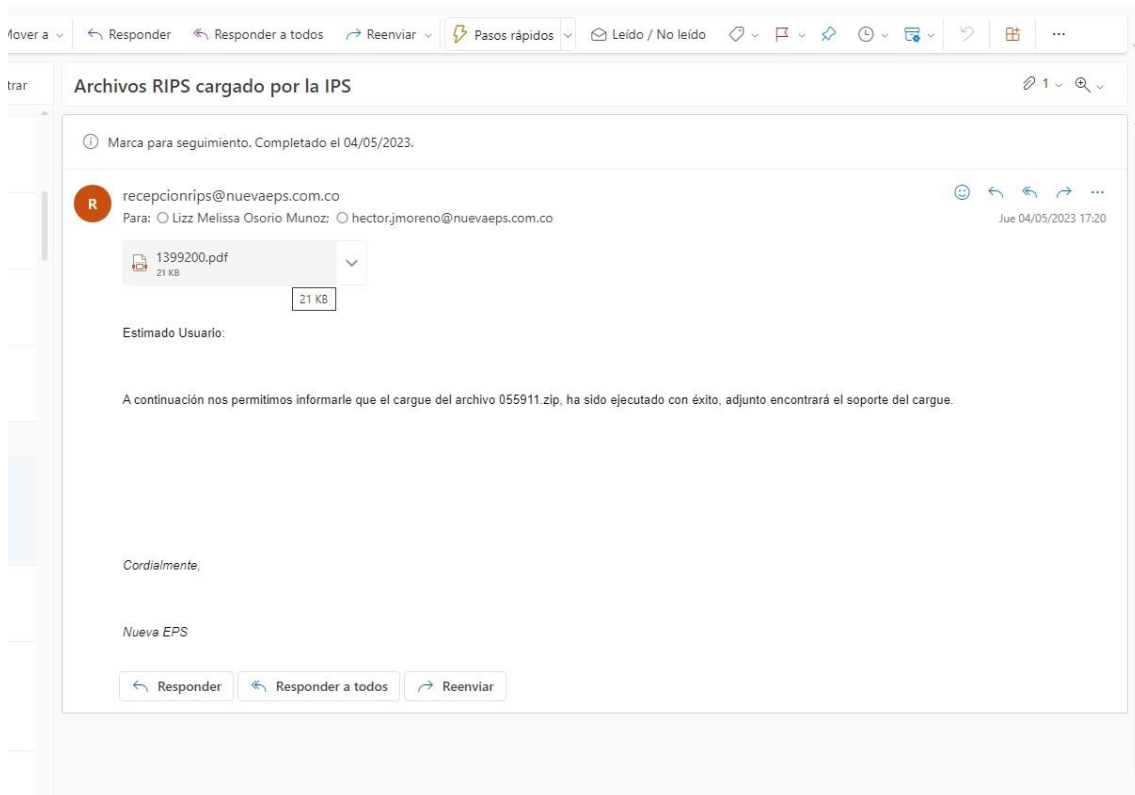 Mover a Responder Responder a todos Reenviar Pasos rápidos Leído / No leído ...
trar
Archivos RIPS cargado por la IPS
1
Marca para seguimiento. Completado el 04/05/2023.
R
recepcionrips@nuevaeps.com.co
Para: Lizz Melissa Osorio Munoz; hector.jmoreno@nuevaeps.com.co
Jue 04/05/2023 17:20
1399200.pdf
21 KB
21 KB
Estimado Usuario:
A continuación nos permitimos informarle que el cargue del archivo 055911.zip, ha sido ejecutado con éxito, adjunto encontrará el soporte del cargue.
Cordialmente,
Nueva EPS
Responder Responder a todos Reenviar